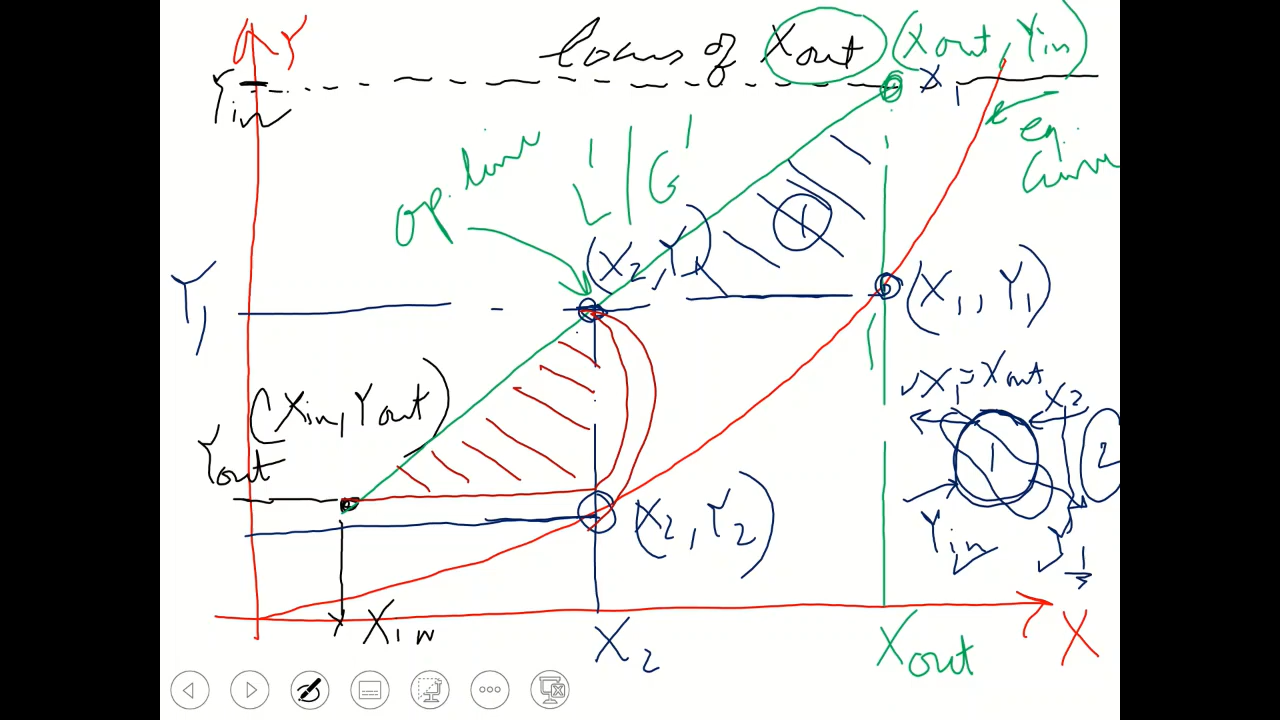 Y
locus of Xout (Xout, Yin)
Yin
X1
eq. Curve
op. line
L'/G'
1
(X2, Y1)
Y1
(X1, Y1)
(Xin, Yout)
Yout
X1 = Xout
X2
1
2
Yin
(X2, Y2)
Xin
X2
Xout
X